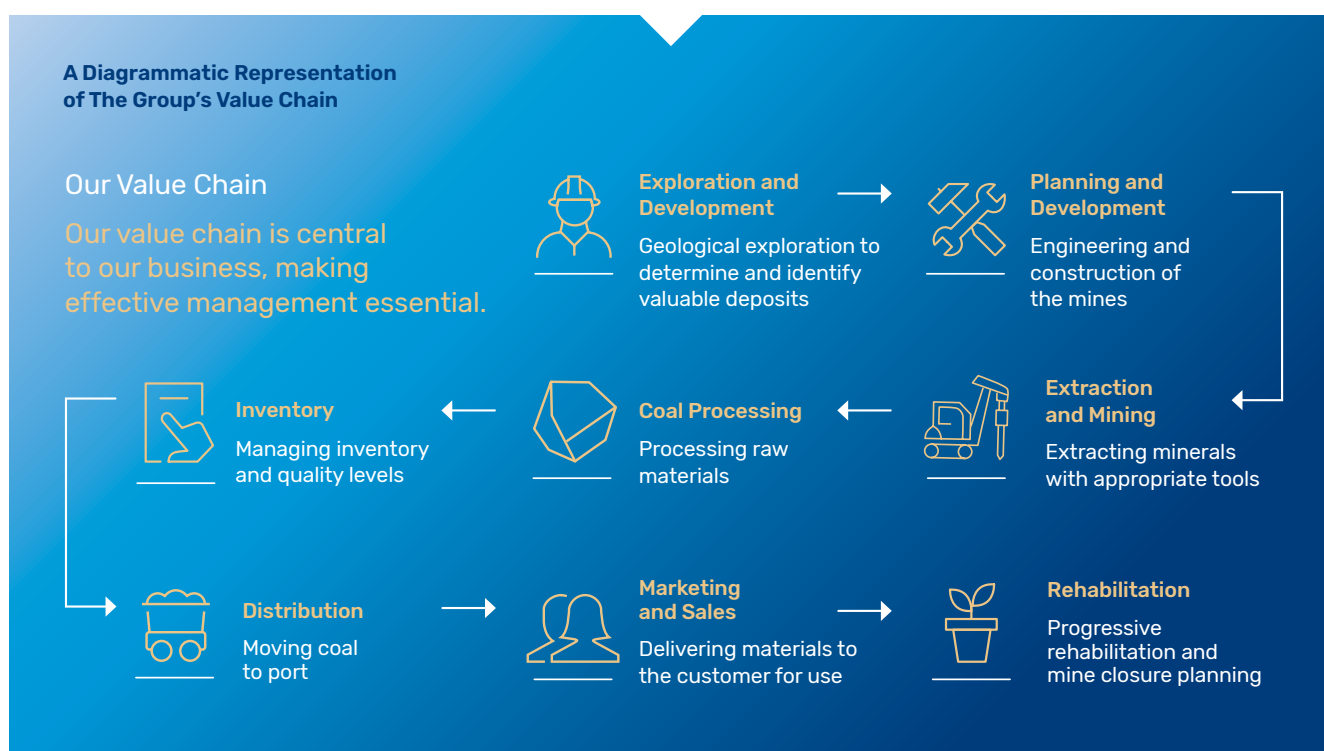 A Diagrammatic Representation
of The Group's Value Chain
Our Value Chain
Our value chain is central
to our business, making
effective management essential.
Exploration and
Development
Geological exploration to
determine and identify
valuable deposits
Planning and
Development
Engineering and
construction of
the mines
Extraction
and Mining
Extracting minerals
with appropriate tools
Coal Processing
Processing raw
materials
Inventory
Managing inventory
and quality levels
Distribution
Moving coal
to port
Marketing
and Sales
Delivering materials to
the customer for use
Rehabilitation
Progressive
rehabilitation and
mine closure planning